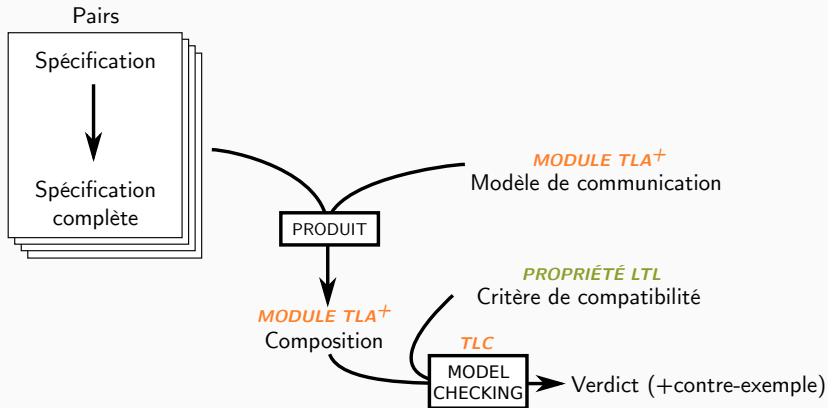 Pairs
Spécification
Spécification
complète
MODULE TLA+
Modèle de communication
PRODUIT
PROPRIÉTÉ LTL
Critère de compatibilité
MODULE TLA+
Composition
TLC
MODEL
CHECKING
Verdict (+contre-exemple)